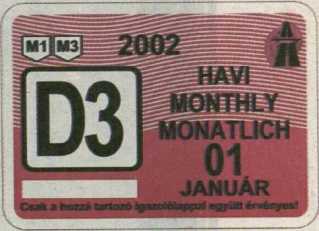 M1 M3 2002
HAVI
D3 MONTHLY
MONATLICH
01
JANUÁR
Csak a hozzá tartozó igazolólappal együtt érvényes!